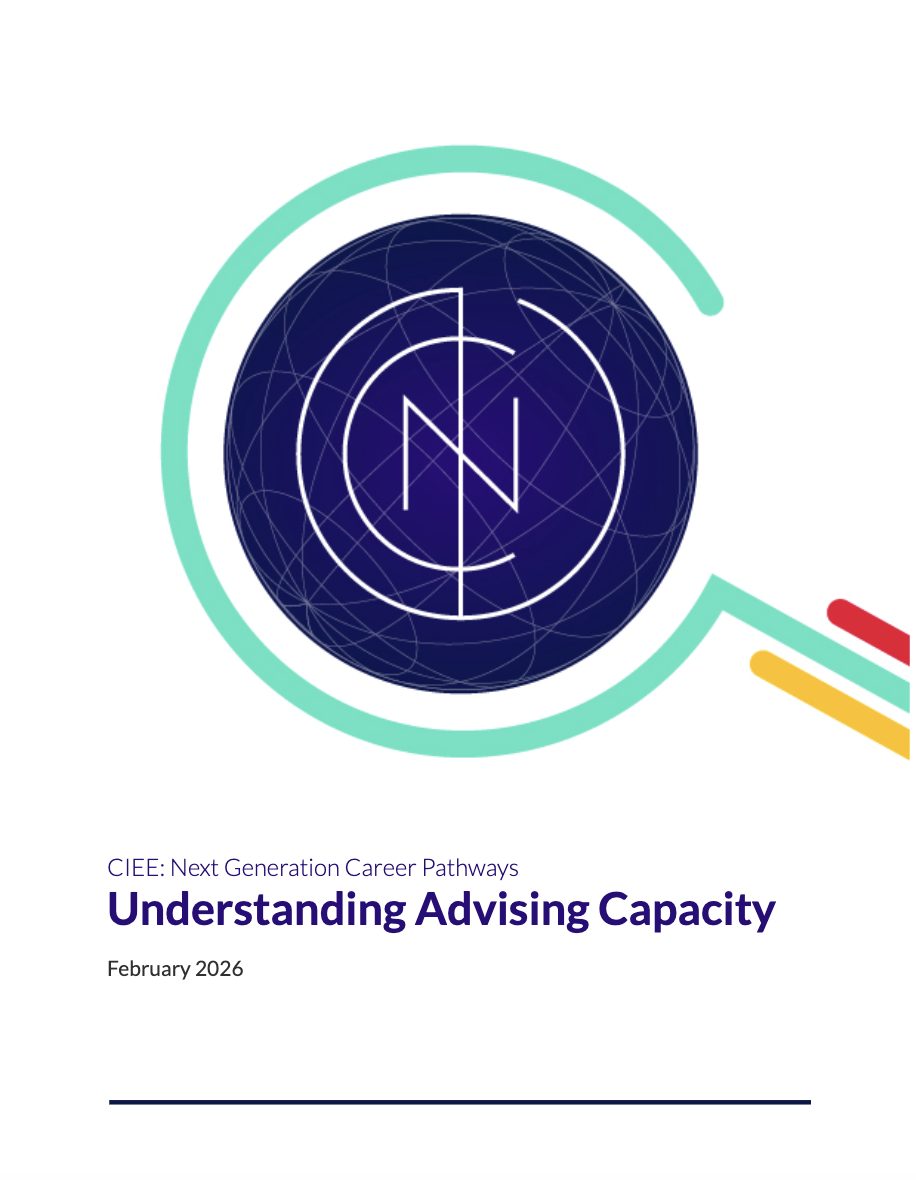 CIEE: Next Generation Career Pathways
Understanding Advising Capacity
February 2026